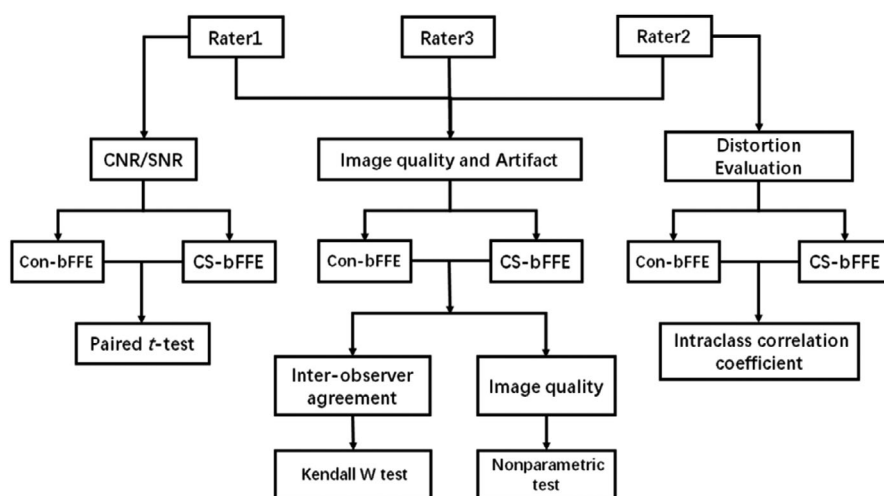 Rater1
Rater3
Rater2
CNR/SNR
Image quality and Artifact
Distortion
Evaluation
Con-bFFE
CS-bFFE
Con-bFFE
CS-bFFE
Con-bFFE
CS-bFFE
Paired t-test
Inter-observer
agreement
Image quality
Intraclass correlation
coefficient
Kendall W test
Nonparametric
test